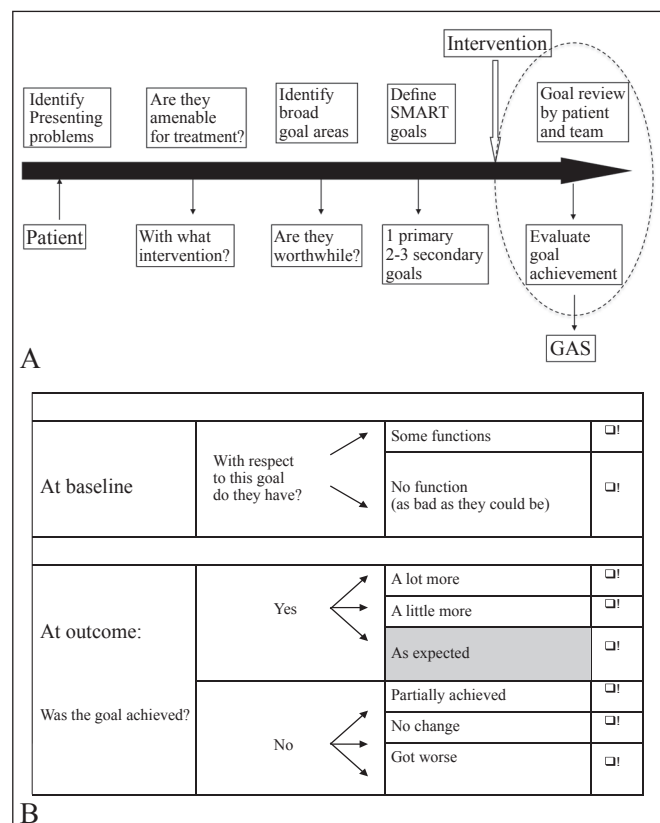 Intervention
Identify
Presenting
problems
Are they
amenable
for treatment?
Identify
broad
goal areas
Define
SMART
goals
Goal review
by patient
and team
Patient
With what
intervention?
Are they
worthwhile?
1 primary
2-3 secondary
goals
Evaluate
goal
achievement
GAS
A
At baseline
With respect
to this goal
do they have?
Some functions
❑!
No function
(as bad as they could be)
❑!
At outcome:
Was the goal achieved?
Yes
A lot more
❑!
A little more
❑!
As expected
❑!
No
Partially achieved
❑!
No change
❑!
Got worse
❑!
B